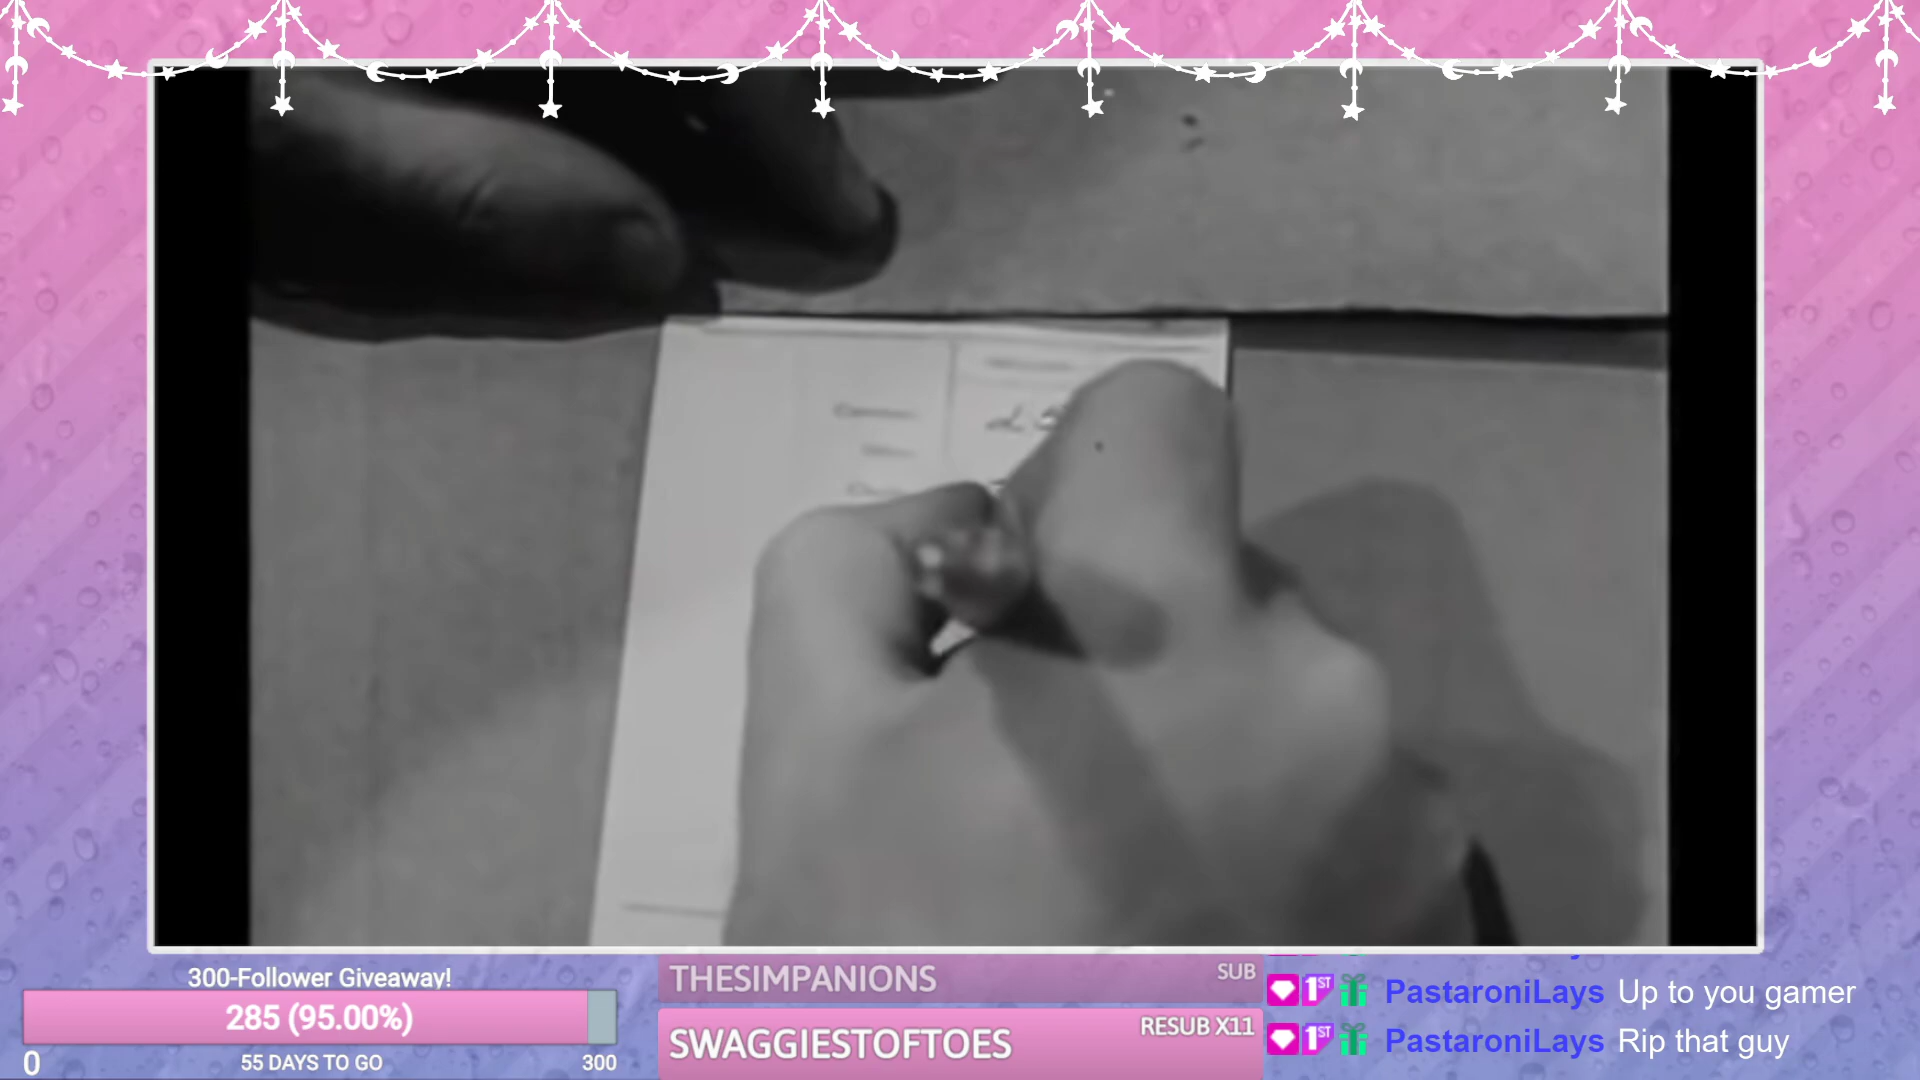 300-Follower Giveaway!
285 (95.00%)
0
55 DAYS TO GO
300
THESIMPANIONS
SUB
SWAGGIESTOFTOES
RESUB X11
1ST PastaroniLays Up to you gamer
1ST PastaroniLays Rip that guy